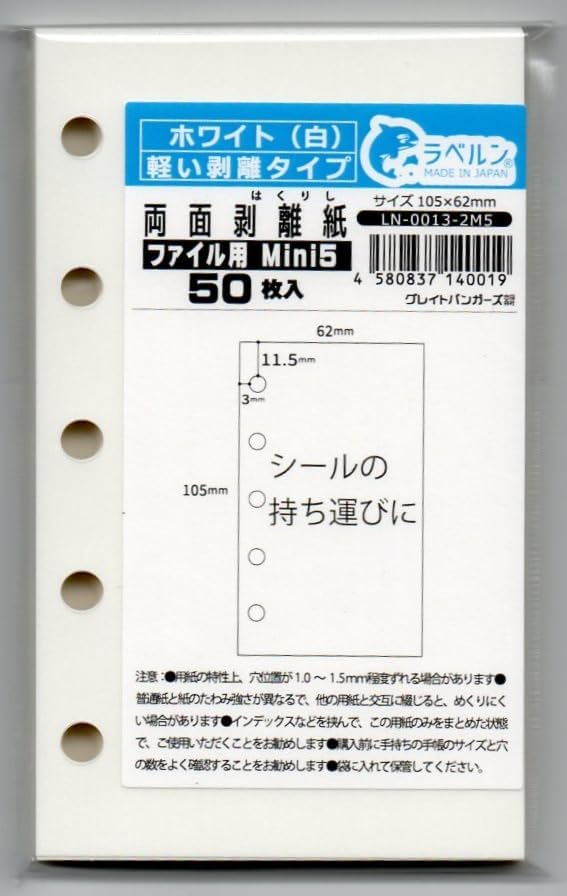 ホワイト（白）
軽い剥離タイプ
ラベルン®
MADE IN JAPAN
はくりし
両面剥離紙
サイズ 105×62mm
LN-0013-2M5
ファイル用 Mini5
50枚入
4 580837 140019
グレイトバンガーズ
62mm
11.5mm
3mm
105mm
シールの
持ち運びに
注意：●用紙の特性上、穴位置が1.0～1.5mm程度ずれる場合があります●
普通紙と紙のたわみ強さが異なるで、他の用紙と交互に綴じると、めくりにく
い場合があります●インデックスなどを挟んで、この用紙のみをまとめた状態
で、ご使用いただくことをお勧めします●購入前に手持ちの手帳のサイズと穴
の数をよく確認することをお勧めします●袋に入れて保管してください。